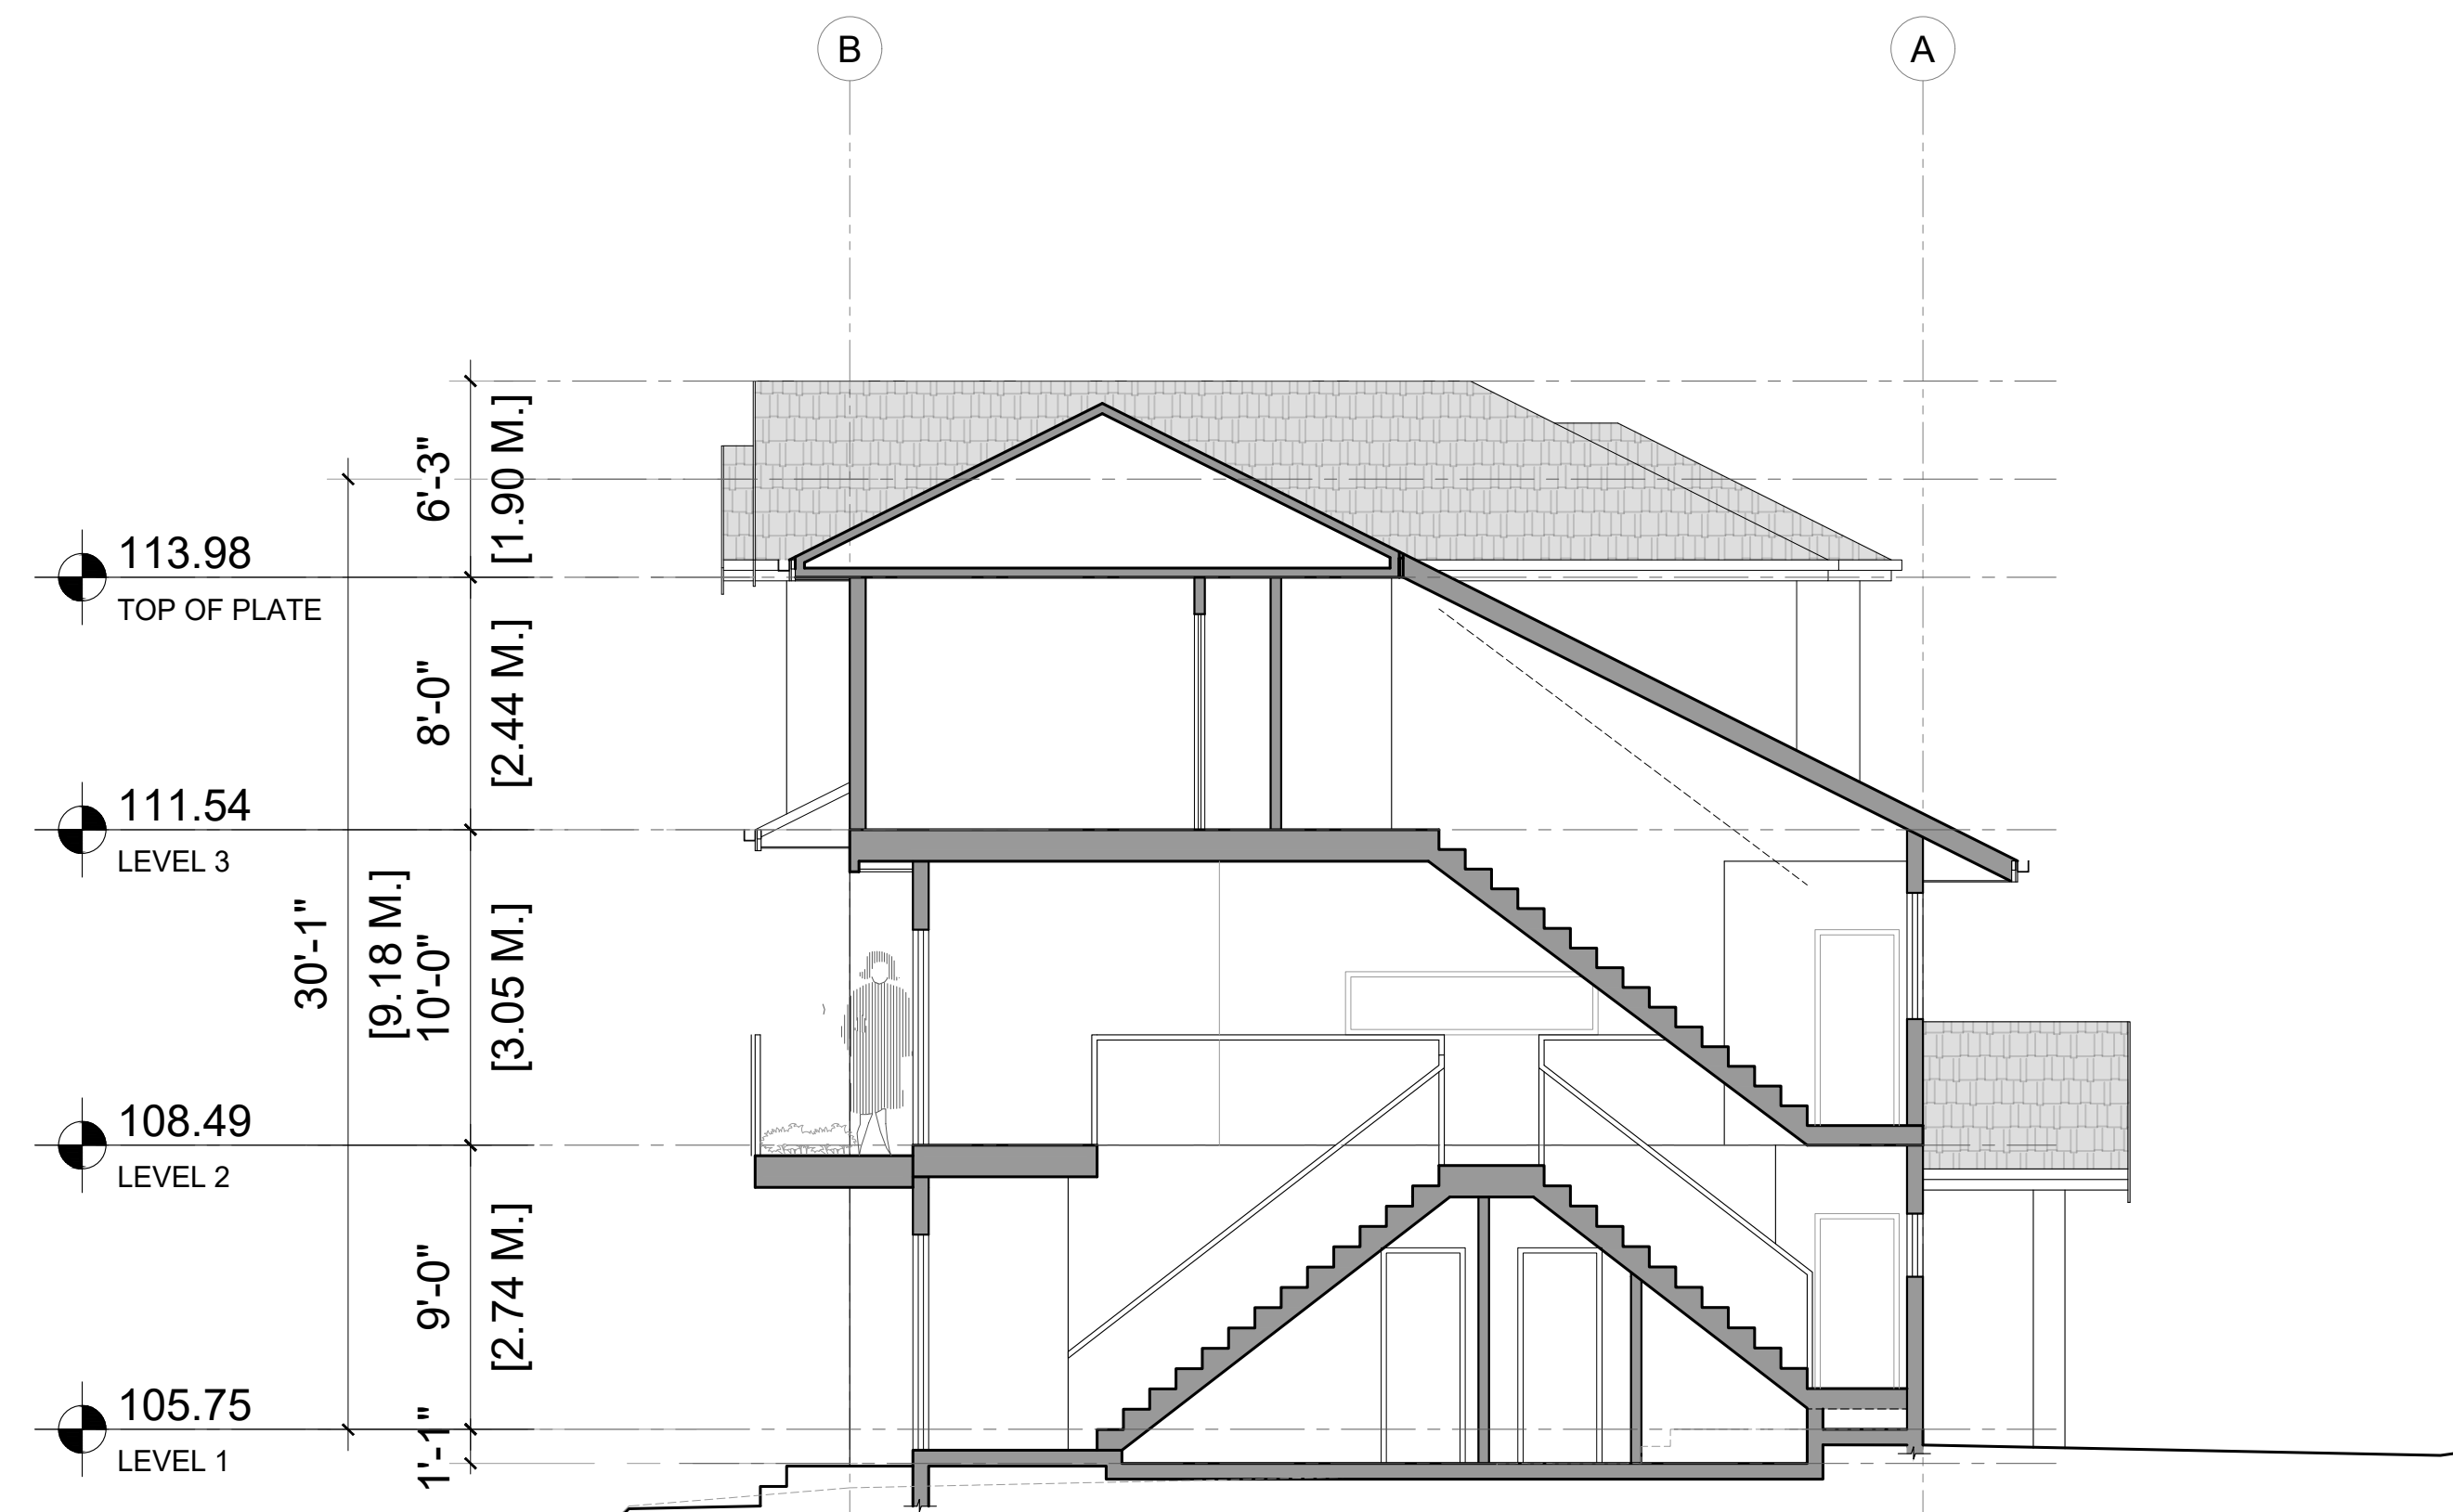 B
A
113.98
TOP OF PLATE
111.54
LEVEL 3
108.49
LEVEL 2
105.75
LEVEL 1
30'-1"
[9.18 M.]
6'-3"
[1.90 M.]
8'-0"
[2.44 M.]
10'-0"
[3.05 M.]
9'-0"
[2.74 M.]
1'-1"